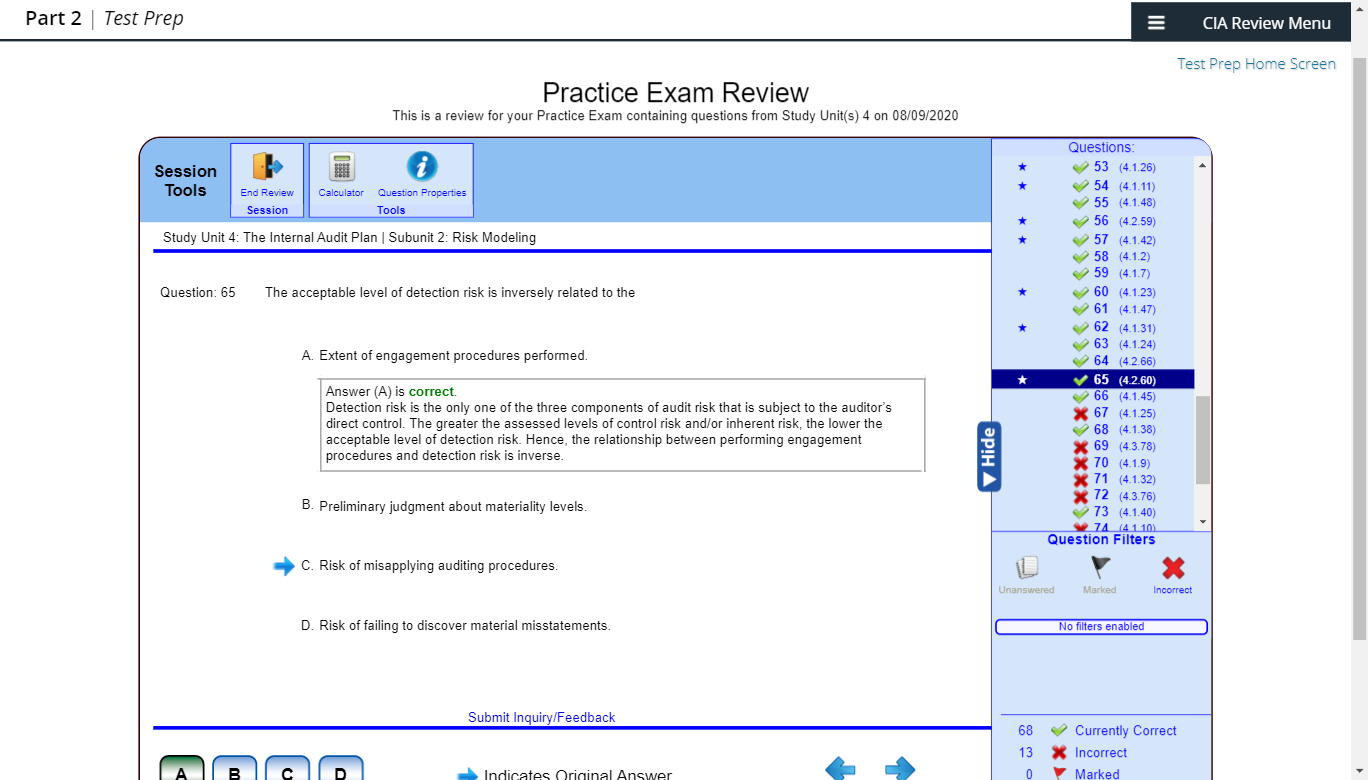 Part 2 | Test Prep
CIA Review Menu
Test Prep Home Screen
Practice Exam Review
This is a review for your Practice Exam containing questions from Study Unit(s) 4 on 08/09/2020
Session Tools
End Review
Session
Calculator
Question Properties
Tools
Study Unit 4: The Internal Audit Plan | Subunit 2: Risk Modeling
Question: 65 The acceptable level of detection risk is inversely related to the
A. Extent of engagement procedures performed.
Answer (A) is correct.
Detection risk is the only one of the three components of audit risk that is subject to the auditor's
direct control. The greater the assessed levels of control risk and/or inherent risk, the lower the
acceptable level of detection risk. Hence, the relationship between performing engagement
procedures and detection risk is inverse.
B. Preliminary judgment about materiality levels.
C. Risk of misapplying auditing procedures.
D. Risk of failing to discover material misstatements.
Submit Inquiry/Feedback
A B C D
Indicates Original Answer
Hide
Questions:
53 (4.1.26)
54 (4.1.11)
55 (4.1.48)
56 (4.2.59)
57 (4.1.42)
58 (4.1.2)
59 (4.1.7)
60 (4.1.23)
61 (4.1.47)
62 (4.1.31)
63 (4.1.24)
64 (4.2.66)
65 (4.2.60)
66 (4.1.45)
67 (4.1.25)
68 (4.1.38)
69 (4.3.78)
70 (4.1.9)
71 (4.1.32)
72 (4.3.76)
73 (4.1.40)
74 (4.1.10)
Question Filters
Unanswered
Marked
Incorrect
No filters enabled
68 Currently Correct
13 Incorrect
0 Marked